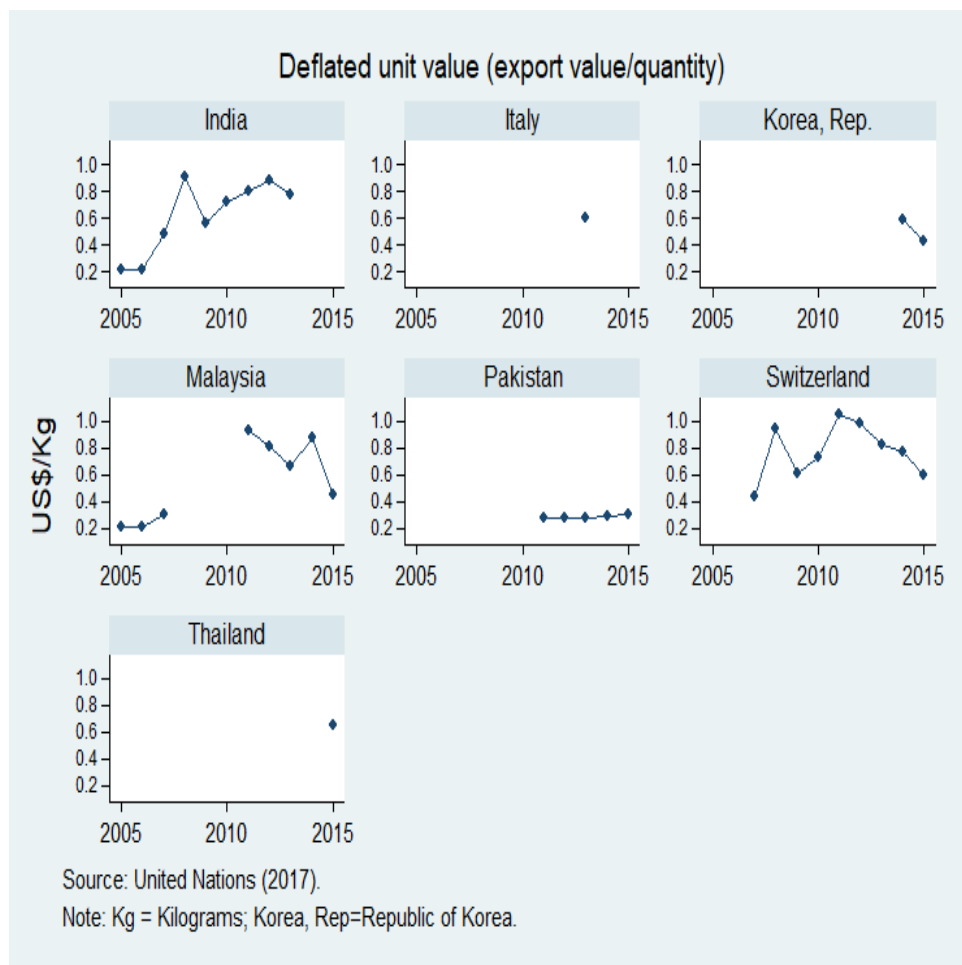 Deflated unit value (export value/quantity)
India
Italy
Korea, Rep.
1.0
0.8
0.6
0.4
0.2
1.0
0.8
0.6
0.4
0.2
1.0
0.8
0.6
0.4
0.2
2005 2010 2015
2005 2010 2015
2005 2010 2015
Malaysia
Pakistan
Switzerland
US$/Kg
1.0
0.8
0.6
0.4
0.2
1.0
0.8
0.6
0.4
0.2
1.0
0.8
0.6
0.4
0.2
2005 2010 2015
2005 2010 2015
2005 2010 2015
Thailand
1.0
0.8
0.6
0.4
0.2
2005 2010 2015
Source: United Nations (2017).
Note: Kg = Kilograms; Korea, Rep=Republic of Korea.